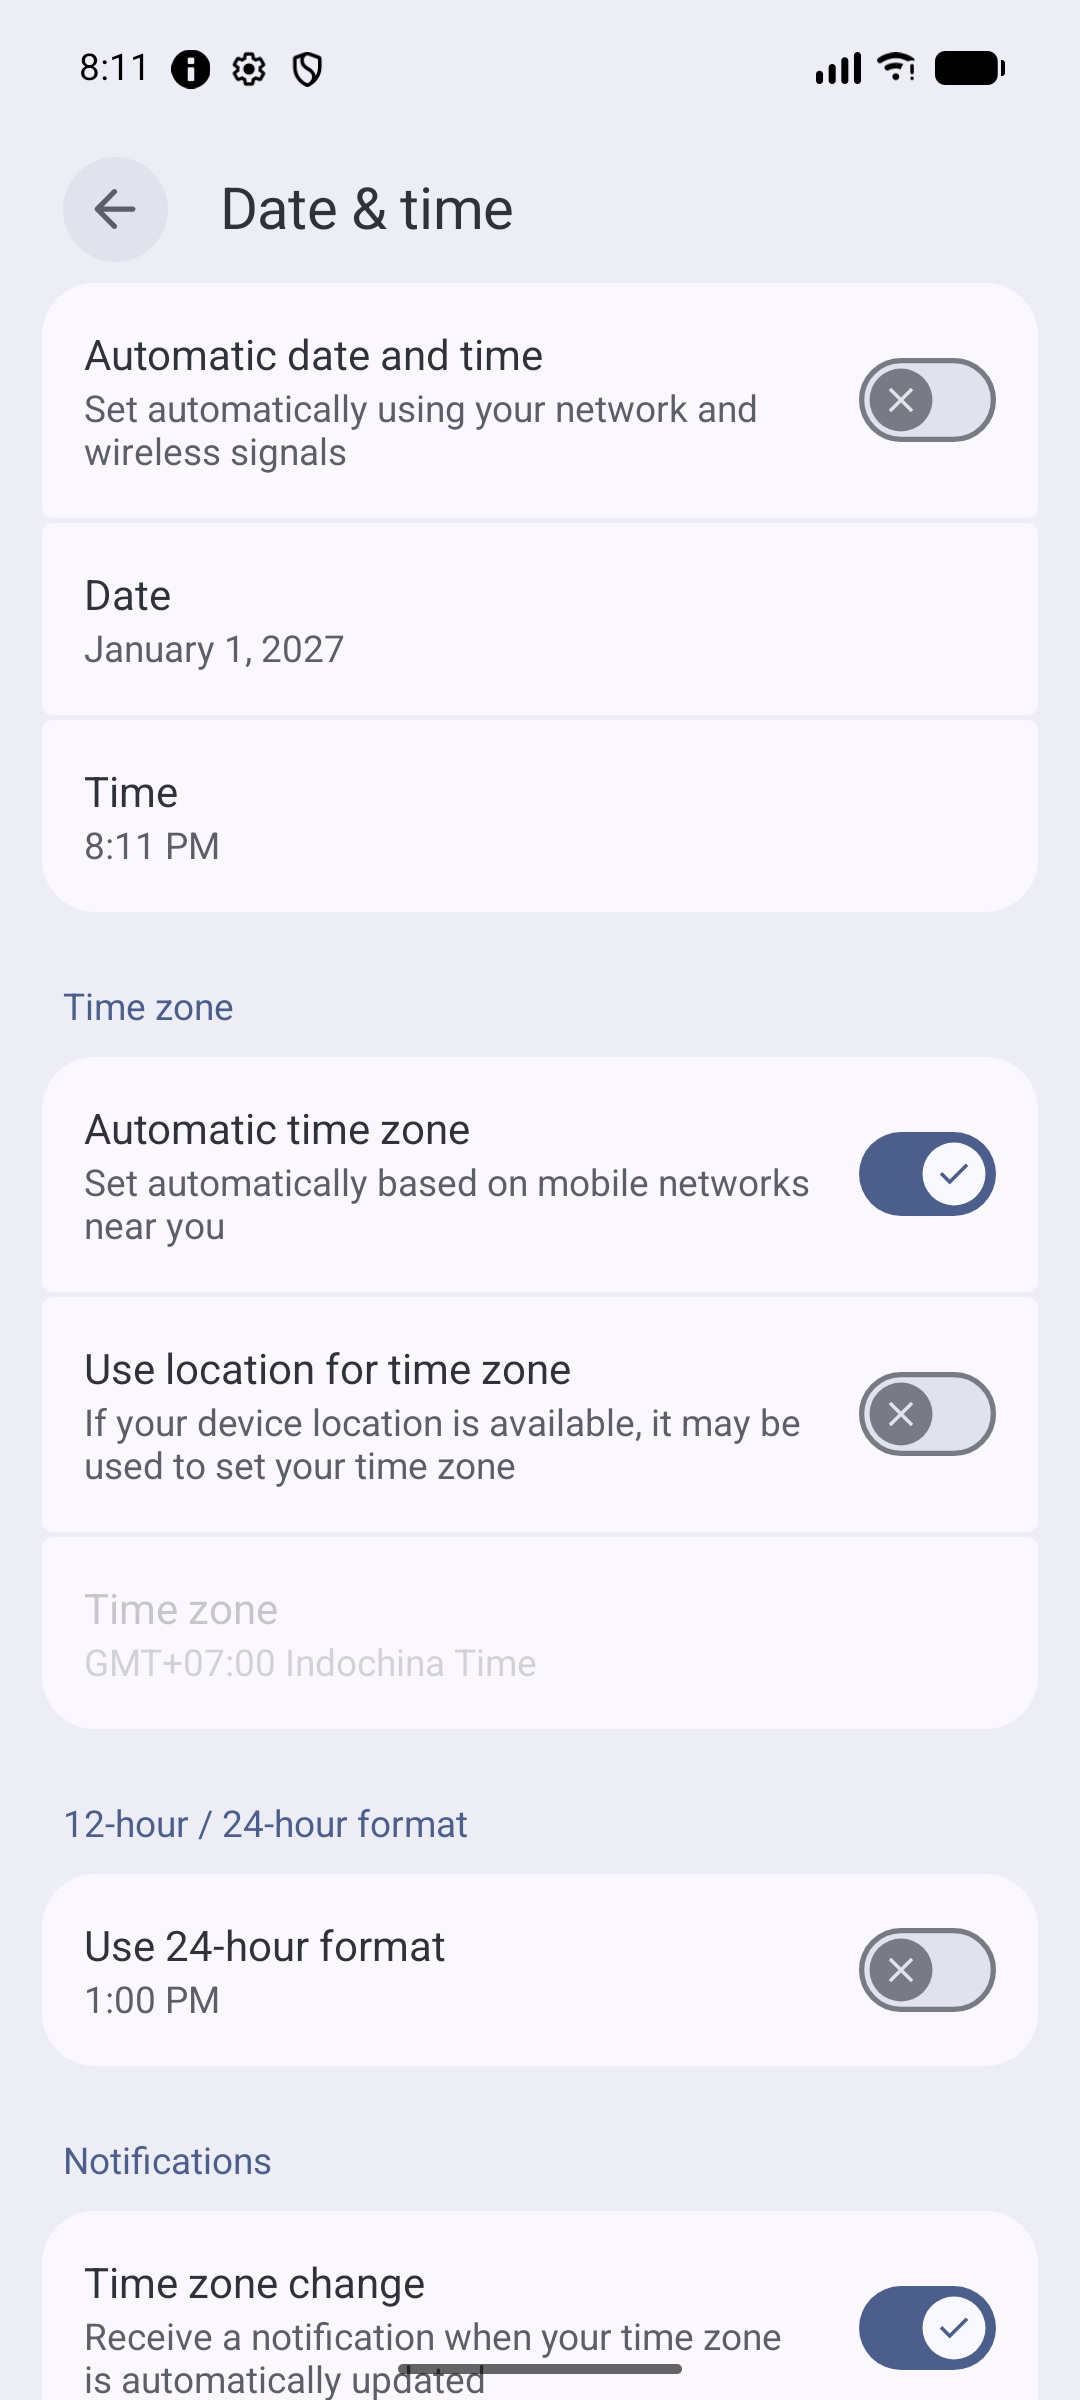 8:11
Date & time
Automatic date and time
Set automatically using your network and
wireless signals
Date
January 1, 2027
Time
8:11 PM
Time zone
Automatic time zone
Set automatically based on mobile networks
near you
Use location for time zone
If your device location is available, it may be
used to set your time zone
Time zone
GMT+07:00 Indochina Time
12-hour / 24-hour format
Use 24-hour format
1:00 PM
Notifications
Time zone change
Receive a notification when your time zone
is automatically updated